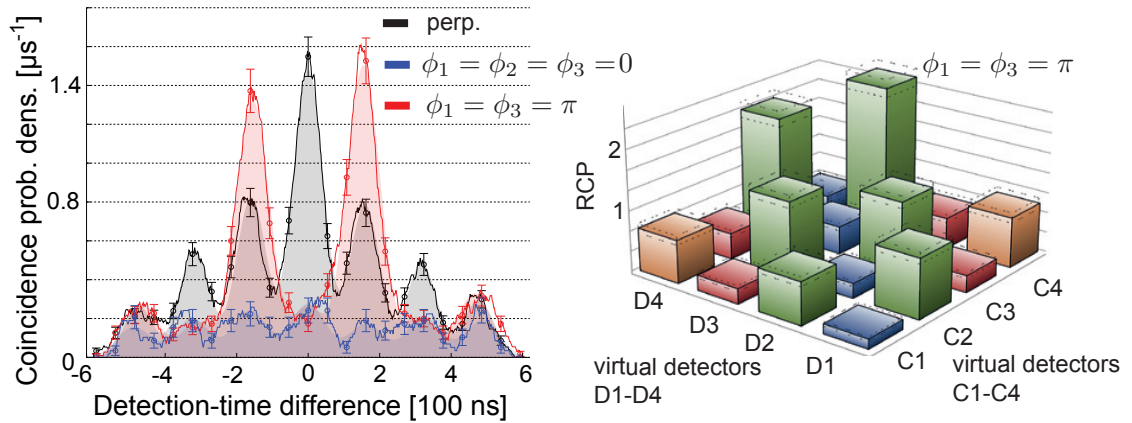 Coincidence prob. dens. [µs⁻¹]
1.4
0.8
0
-6
-4
-2
0
2
4
6
Detection-time difference [100 ns]
perp.
ϕ₁ = ϕ₂ = ϕ₃ =0
ϕ₁ = ϕ₃ = π
ϕ₁ = ϕ₃ = π
RCP
2
1
D4
D3
D2
D1
C1
C2
C3
C4
virtual detectors
D1-D4
virtual detectors
C1-C4